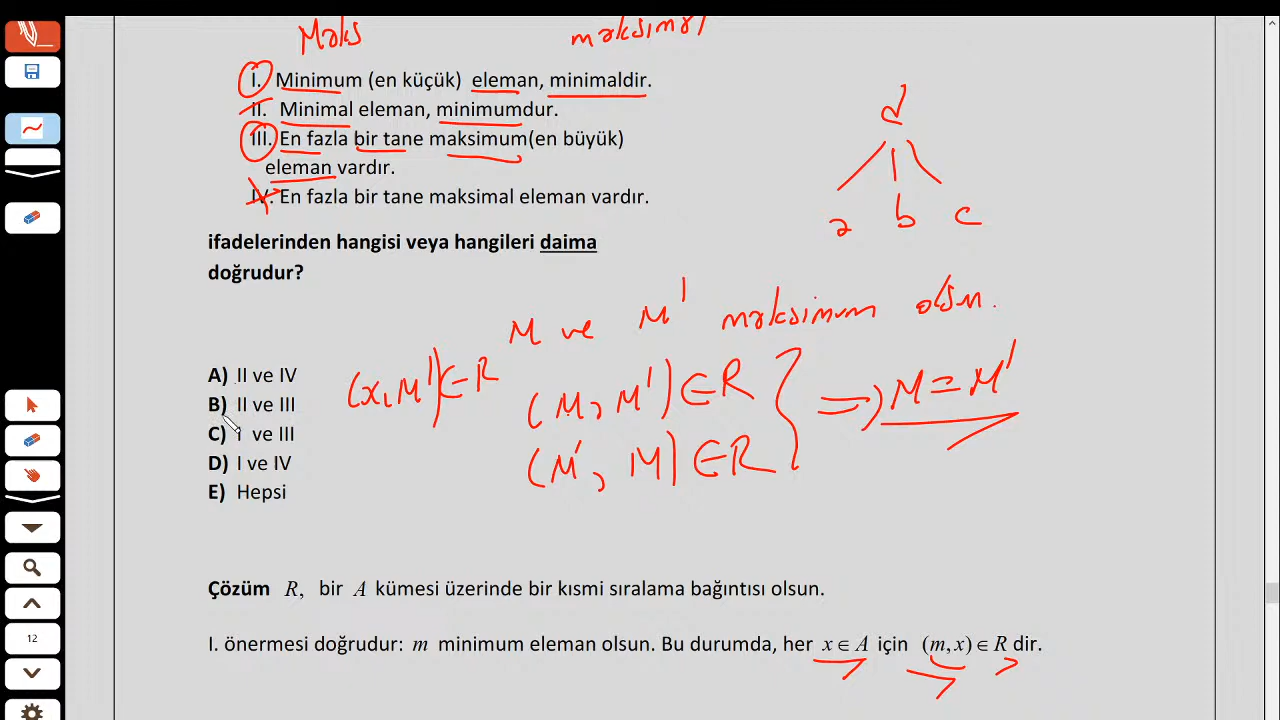 Maks maksimal
I. Minimum (en küçük) eleman, minimaldir.
II. Minimal eleman, minimumdur.
III. En fazla bir tane maksimum(en büyük)
eleman vardır.
IV. En fazla bir tane maksimal eleman vardır.
d
a b c
ifadelerinden hangisi veya hangileri daima
doğrudur?
M ve M' maksimum olsun.
A) II ve IV
B) II ve III
C) I ve III
D) I ve IV
E) Hepsi
(x, M') ∈ R
(M, M') ∈ R
(M', M) ∈ R
} ⇒ M = M'
Çözüm R, bir A kümesi üzerinde bir kısmi sıralama bağıntısı olsun.
I. önermesi doğrudur: m minimum eleman olsun. Bu durumda, her x ∈ A için (m, x) ∈ R dir.
12